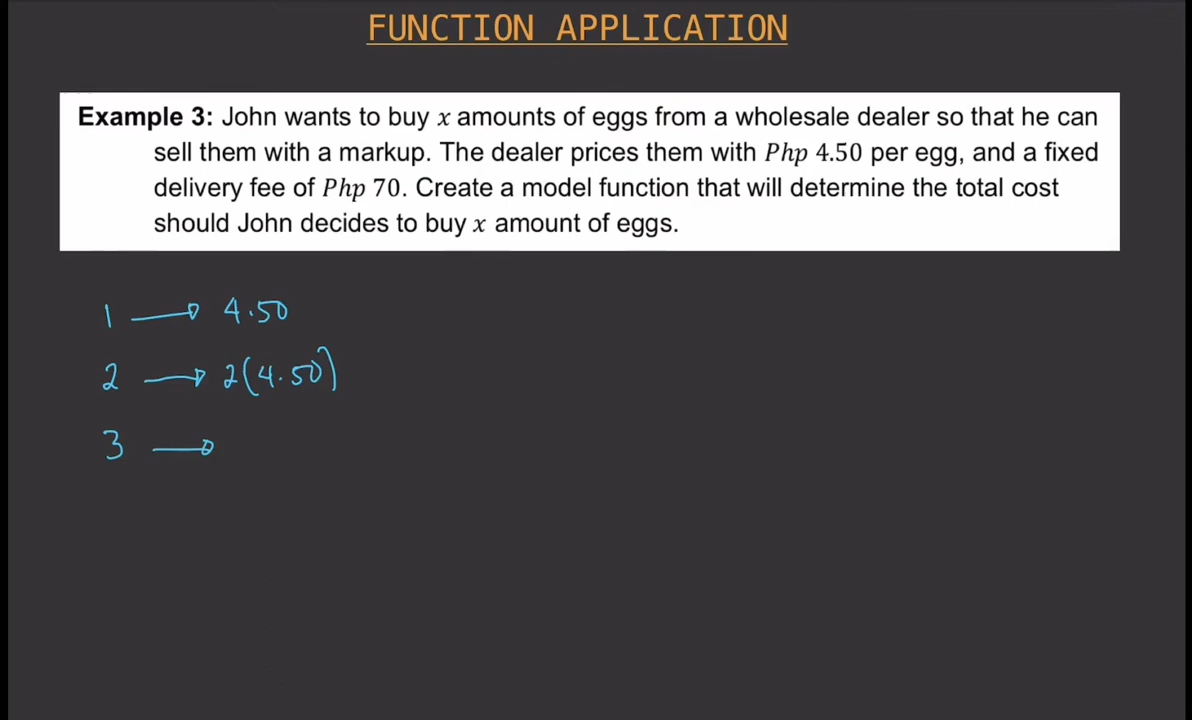 FUNCTION APPLICATION
Example 3: John wants to buy x amounts of eggs from a wholesale dealer so that he can
sell them with a markup. The dealer prices them with Php 4.50 per egg, and a fixed
delivery fee of Php 70. Create a model function that will determine the total cost
should John decides to buy x amount of eggs.
1 → 4.50
2 → 2(4.50)
3 →